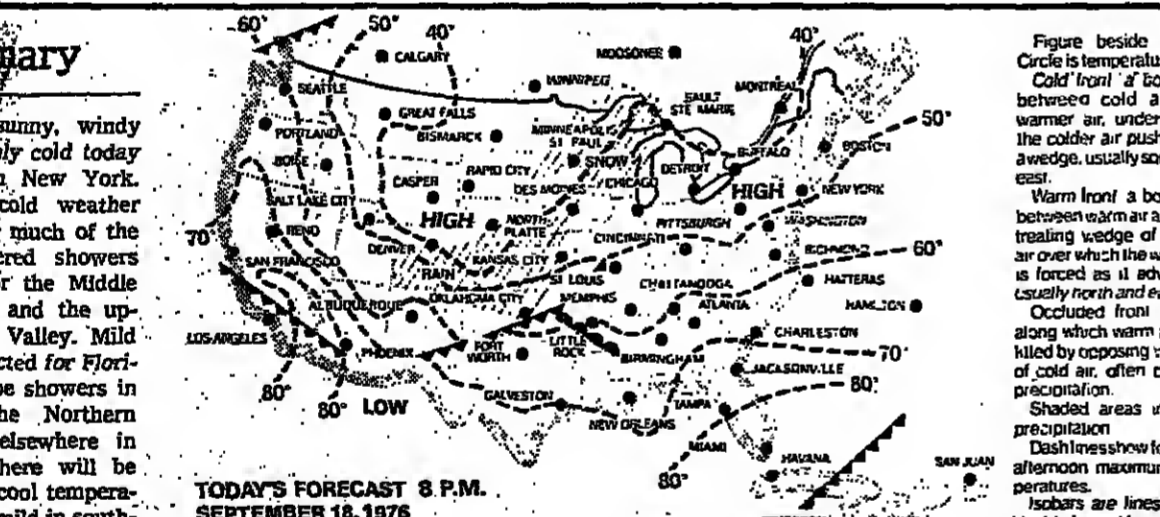 nary
sunny, windy
ly cold today
New York.
cold weather
much of the
ered showers
r the Middle
and the up-
Valley. Mild
cted for Flori-
be showers in
he Northern
elsewhere in
here will be
cool tempera-
60°
50°
40°
40°
CALGARY
MOOSONEE
SEATTLE
WINNIPEG
MONTREAL
SAULT
STE MARIE
GREAT FALLS
50°
PORTLAND
BISMARCK
MINNEAPOLIS
ST PAUL
BUFFALO
BOSTON
BOISE
SNOW
RAPID CITY
DETROIT
CASPER
DES MOINES
CHICAGO
HIGH
NEW YORK
SALT LAKE CITY
HIGH
NORTH
PLATTE
PITTSBURGH
WASHINGTON
70°
RENO
CINCINNATI
DENVER
KANSAS CITY
RICHMOND
60°
SAN FRANCISCO
RAIN
ST LOUIS
CHATTANOOGA
HATTERAS
ALBUQUERQUE
OKLAHOMA CITY
MEMPHIS
ATLANTA
LOS ANGELES
PHOENIX
FORT
WORTH
LITTLE
ROCK
BIRMINGHAM
CHARLESTON
70°
JACKSONVILLE
80°
80°
80°
LOW
GALVESTON
NEW ORLEANS
TAMPA
MIAMI
80°
HAVANA
SAN JUAN
TODAY'S FORECAST 8 P.M.
SEPTEMBER 18, 1976
Figure beside
Circle is temperatu
Cold front a bo
between cold a
warmer air, under
the colder air push
a wedge, usually so
east.
Warm front a bo
between warm air a
treating wedge of
air over which the w
is forced as it adv
usually north and e
Occluded front
along which warm
killed by opposing w
of cold air, often c
precipitation.
Shaded areas
precipitation
Dash lines show fo
afternoon maximum
peratures.
Isobars are lines